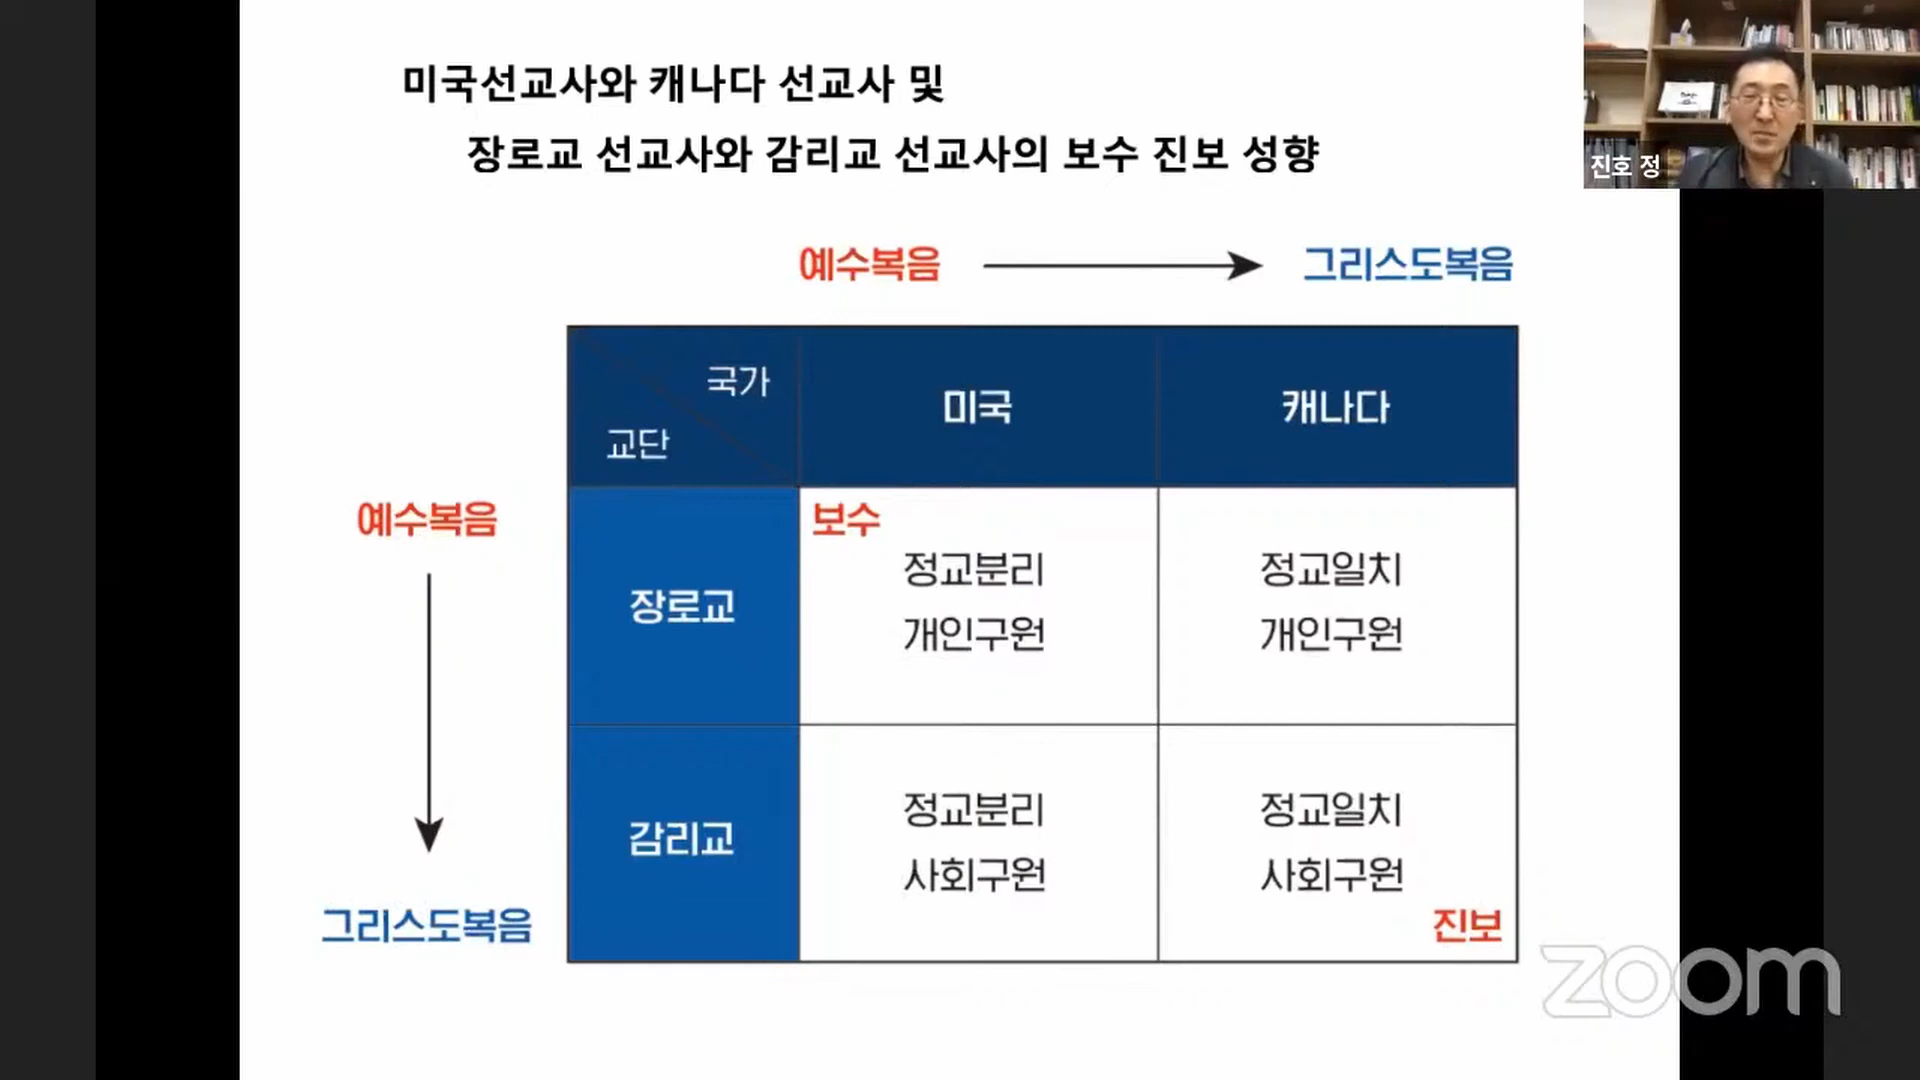 미국선교사와 캐나다 선교사 및
장로교 선교사와 감리교 선교사의 보수 진보 성향
진호 정
예수복음
그리스도복음
국가
교단
미국
캐나다
예수복음
그리스도복음
장로교
보수
정교분리
개인구원
정교일치
개인구원
감리교
정교분리
사회구원
정교일치
사회구원
진보
zoom